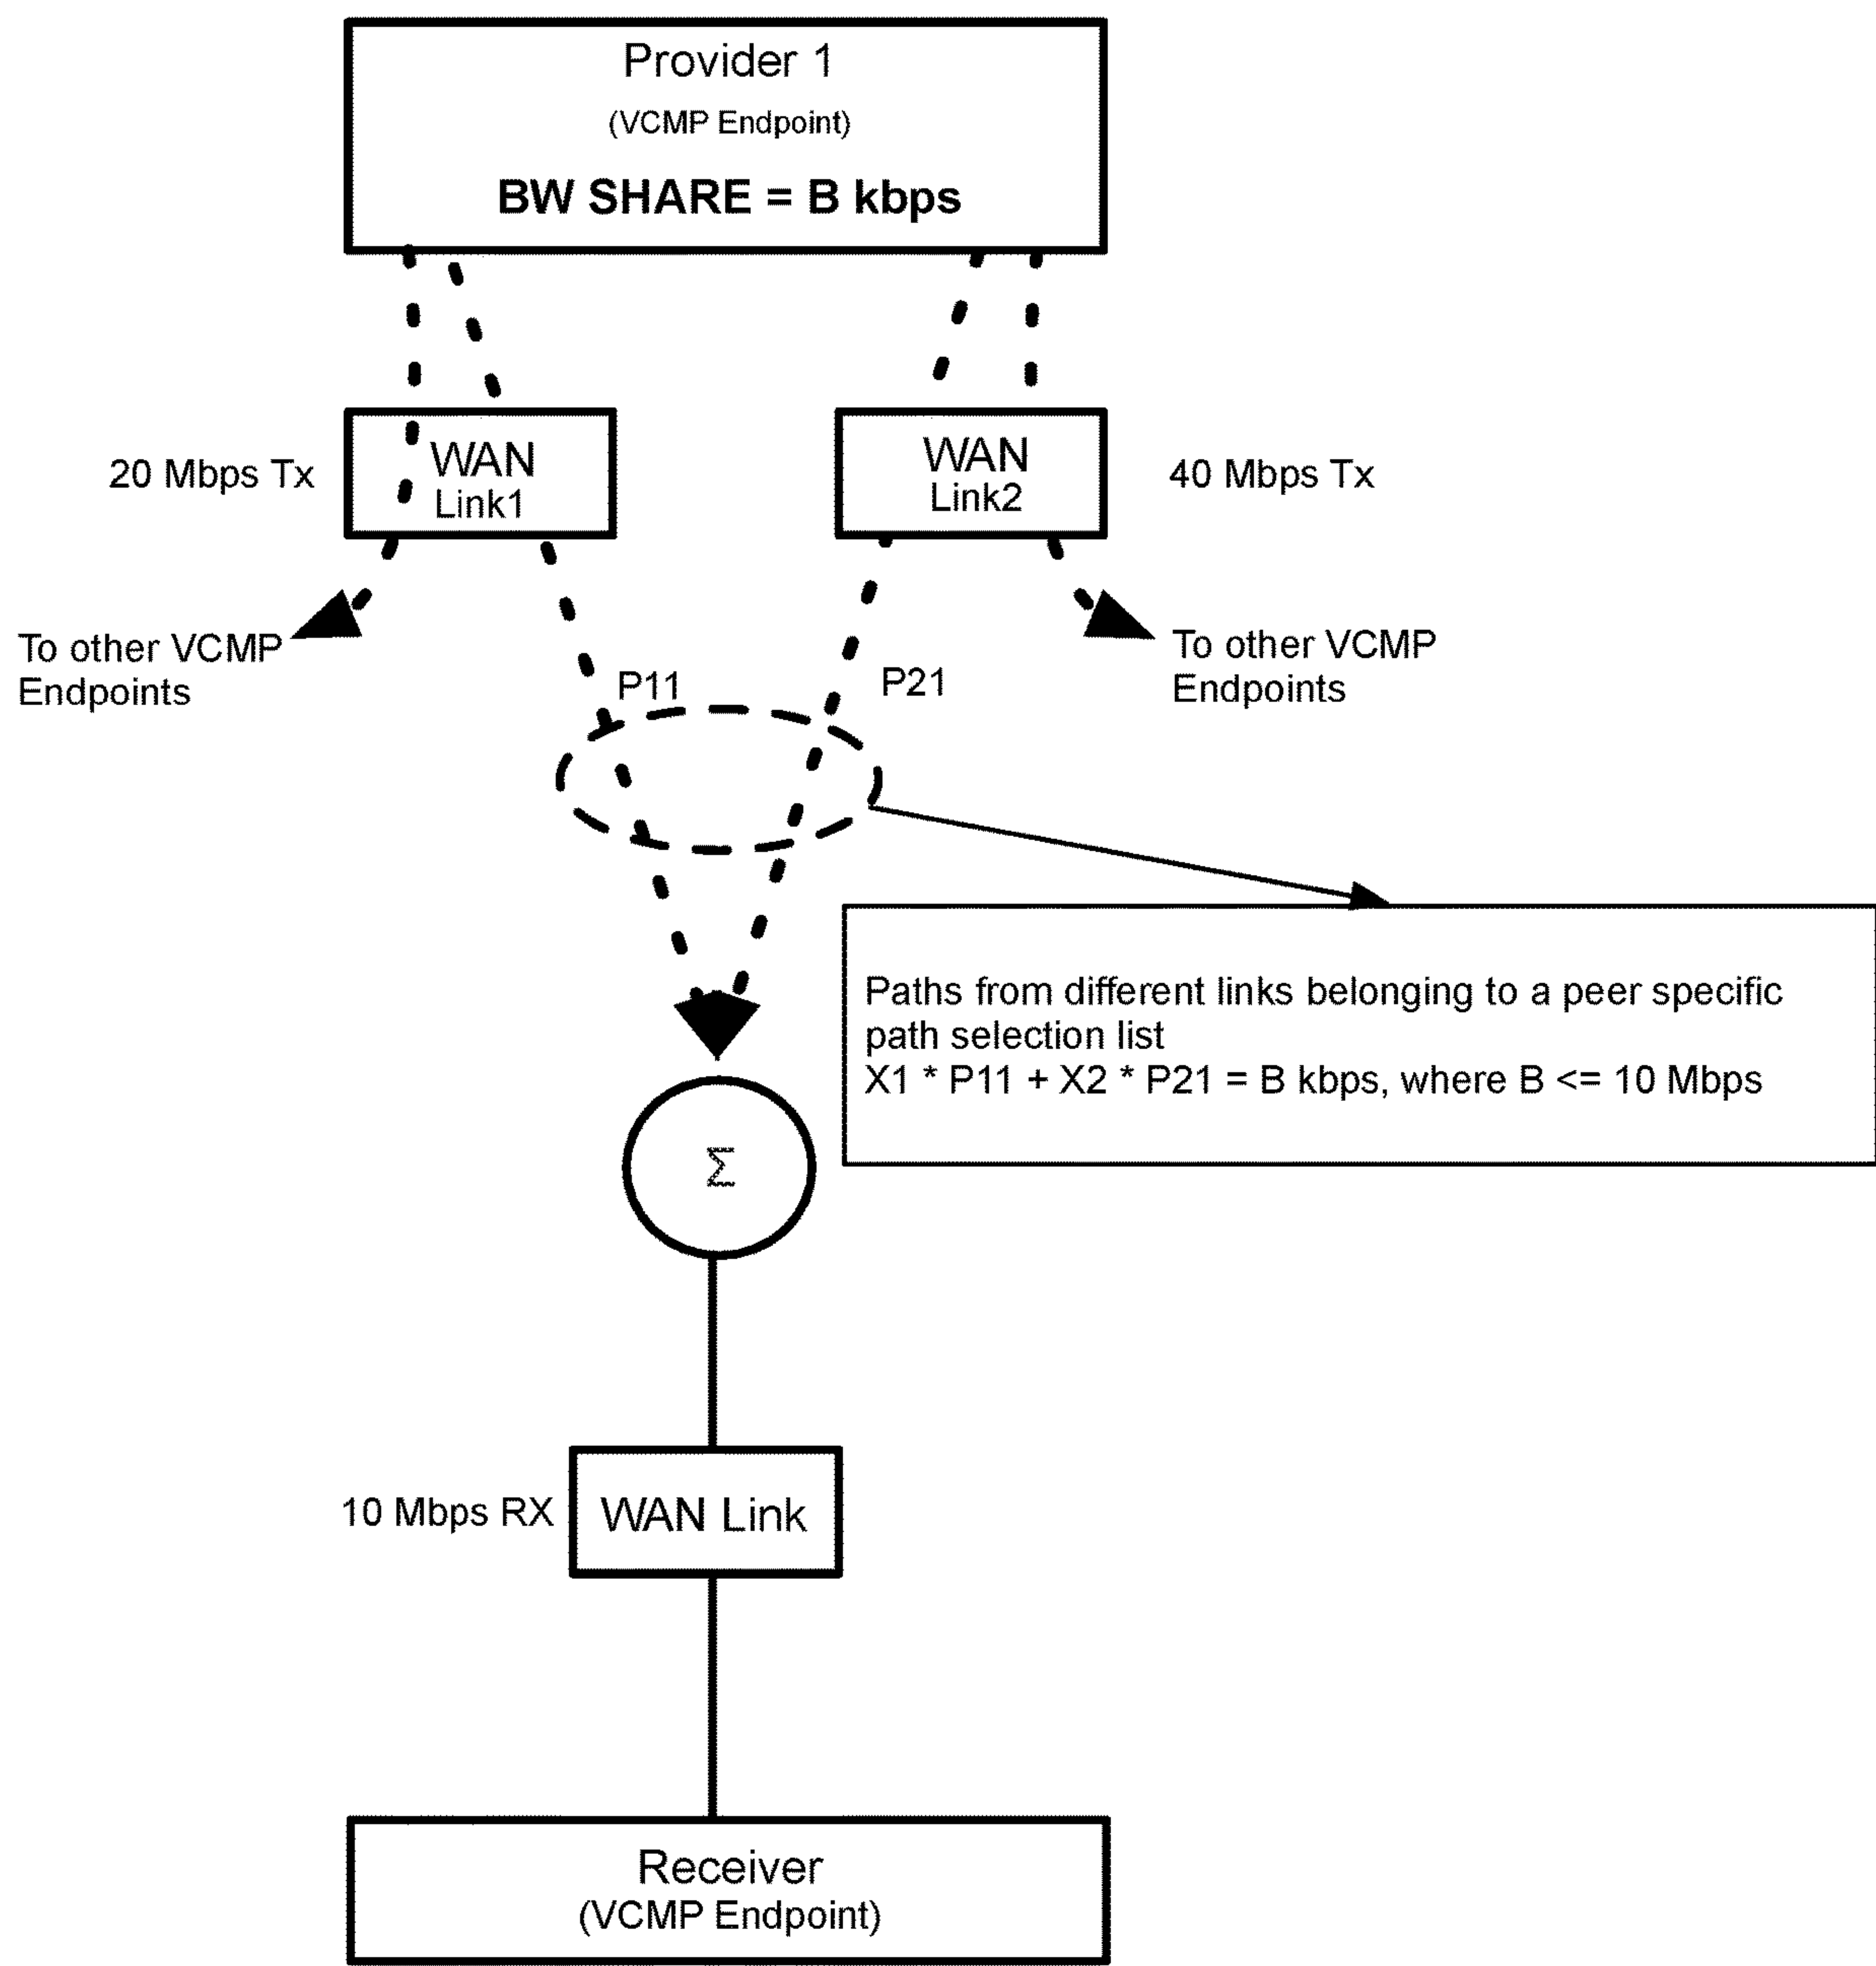 Provider 1
(VCMP Endpoint)
BW SHARE = B kbps
20 Mbps Tx
WAN
Link1
WAN
Link2
40 Mbps Tx
To other VCMP
Endpoints
P11
P21
To other VCMP
Endpoints
Paths from different links belonging to a peer specific
path selection list
X1 * P11 + X2 * P21 = B kbps, where B <= 10 Mbps
Σ
10 Mbps RX
WAN Link
Receiver
(VCMP Endpoint)